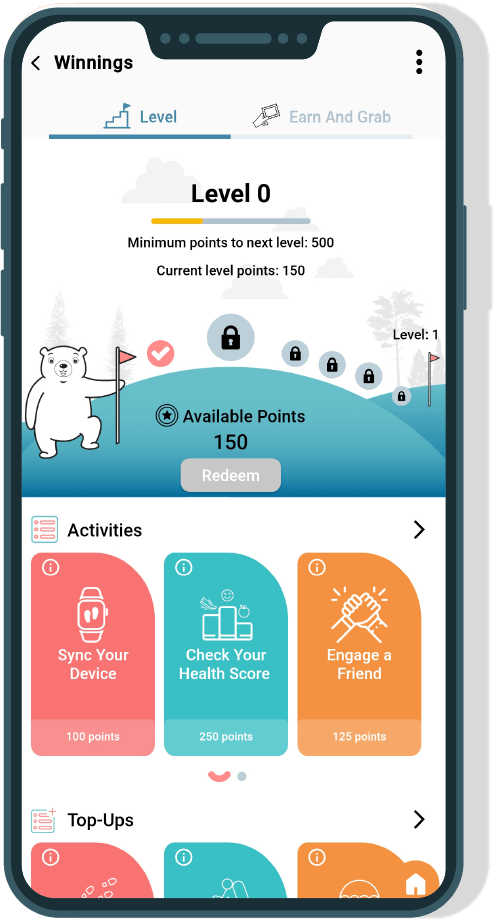 Winnings
Level
Earn And Grab
Level 0
Minimum points to next level: 500
Current level points: 150
Level: 1
Available Points
150
Redeem
Activities
Sync Your
Device
100 points
Check Your
Health Score
250 points
Engage a
Friend
125 points
Top-Ups